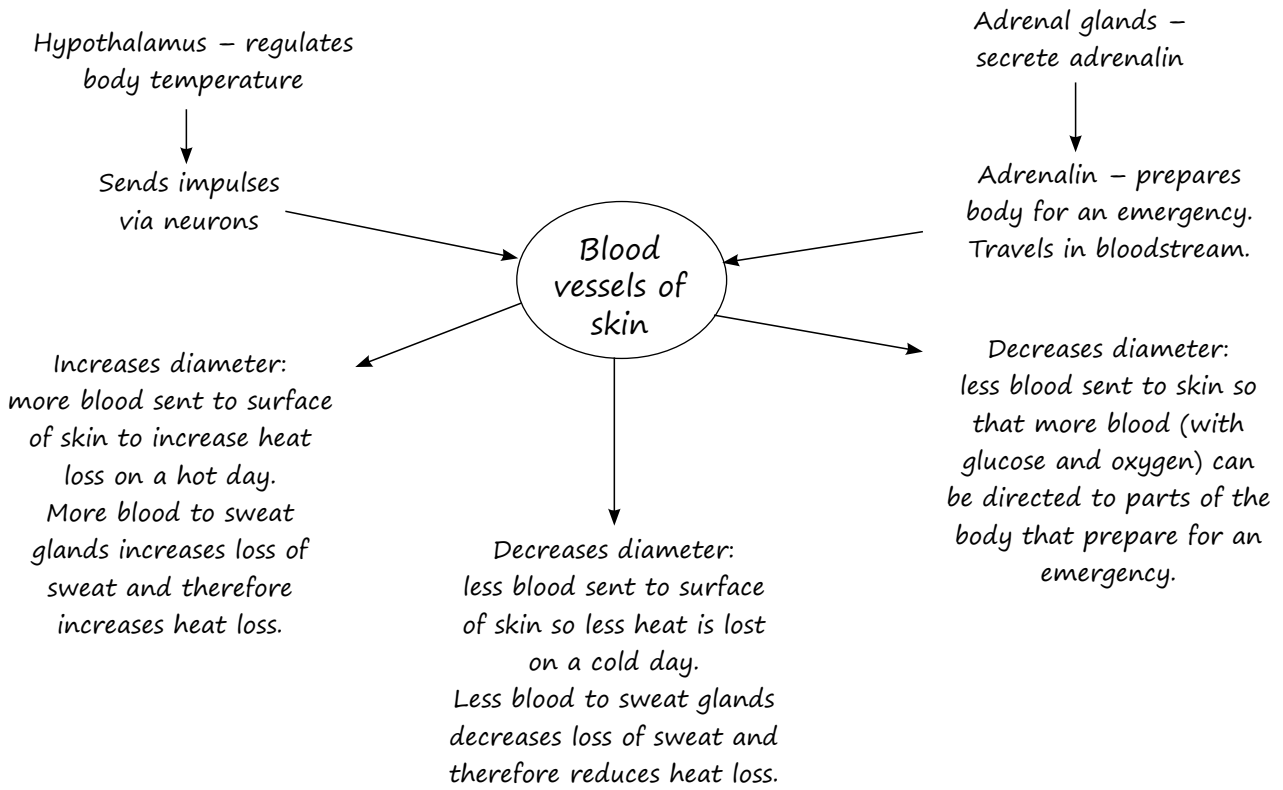 Hypothalamus – regulates
body temperature
Sends impulses
via neurons
Adrenal glands –
secrete adrenalin
Adrenalin – prepares
body for an emergency.
Travels in bloodstream.
Blood
vessels of
skin
Increases diameter:
more blood sent to surface
of skin to increase heat
loss on a hot day.
More blood to sweat
glands increases loss of
sweat and therefore
increases heat loss.
Decreases diameter:
less blood sent to surface
of skin so less heat is lost
on a cold day.
Less blood to sweat glands
decreases loss of sweat and
therefore reduces heat loss.
Decreases diameter:
less blood sent to skin so
that more blood (with
glucose and oxygen) can
be directed to parts of the
body that prepare for an
emergency.